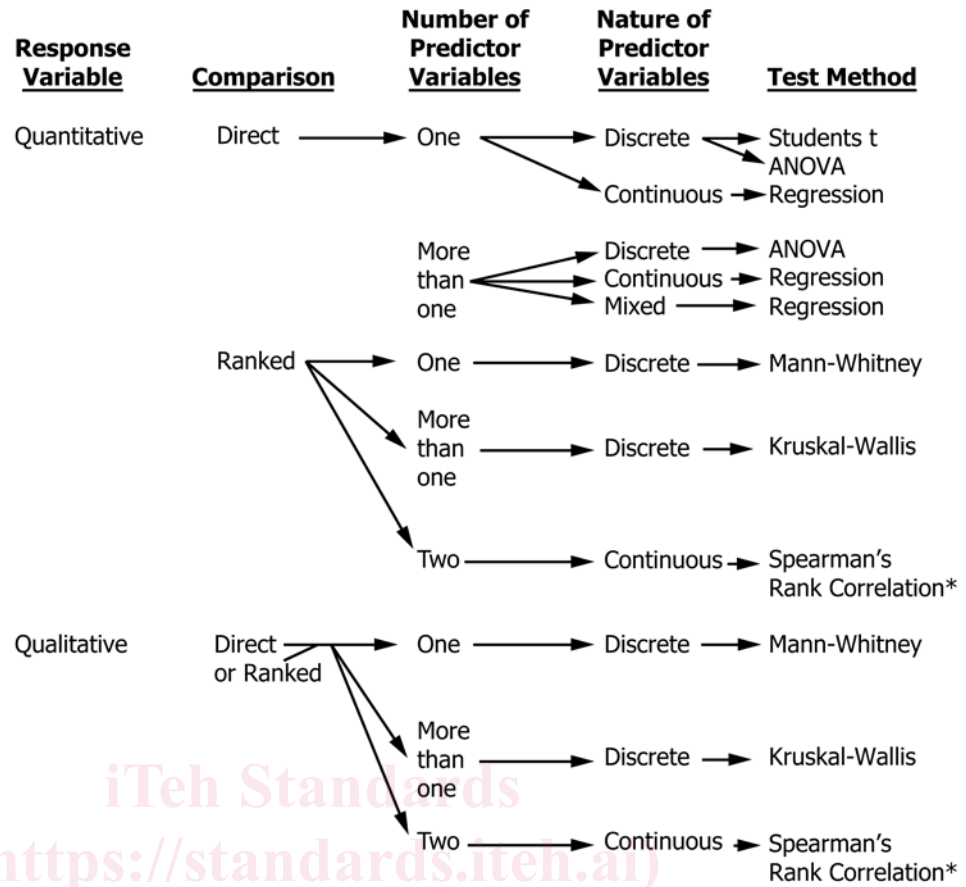 Response
Variable
Comparison
Number of
Predictor
Variables
Nature of
Predictor
Variables
Test Method
Quantitative
Direct
One
Discrete
Students t
ANOVA
Continuous
Regression
More
than
one
Discrete
ANOVA
Continuous
Regression
Mixed
Regression
Ranked
One
Discrete
Mann-Whitney
More
than
one
Discrete
Kruskal-Wallis
Two
Continuous
Spearman's
Rank Correlation*
Qualitative
Direct
or Ranked
One
Discrete
Mann-Whitney
More
than
one
Discrete
Kruskal-Wallis
Two
Continuous
Spearman's
Rank Correlation*
iTeh Standards
https://standards.iteh.ai)